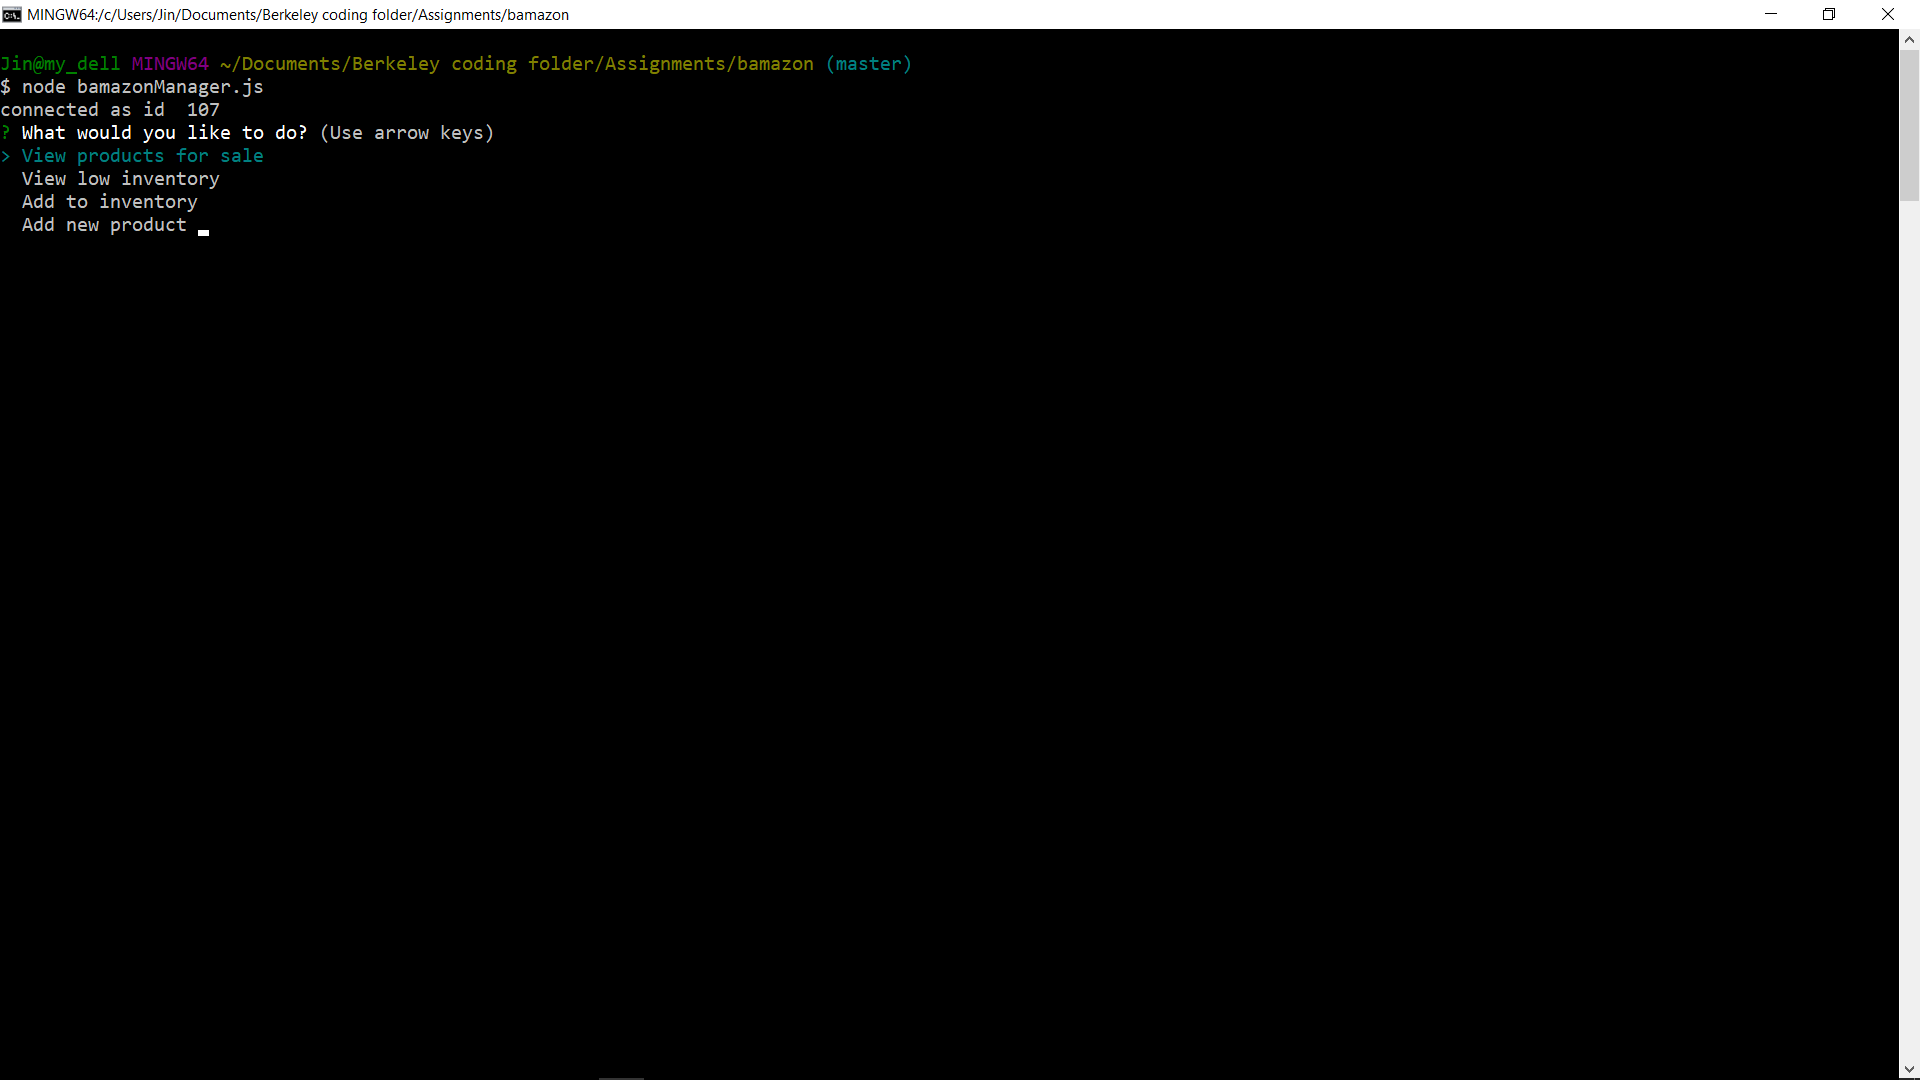 MINGW64:/c/Users/Jin/Documents/Berkeley coding folder/Assignments/bamazon
Jin@my_dell MINGW64 ~/Documents/Berkeley coding folder/Assignments/bamazon (master)
$ node bamazonManager.js
connected as id  107
? What would you like to do? (Use arrow keys)
> View products for sale
  View low inventory
  Add to inventory
  Add new product